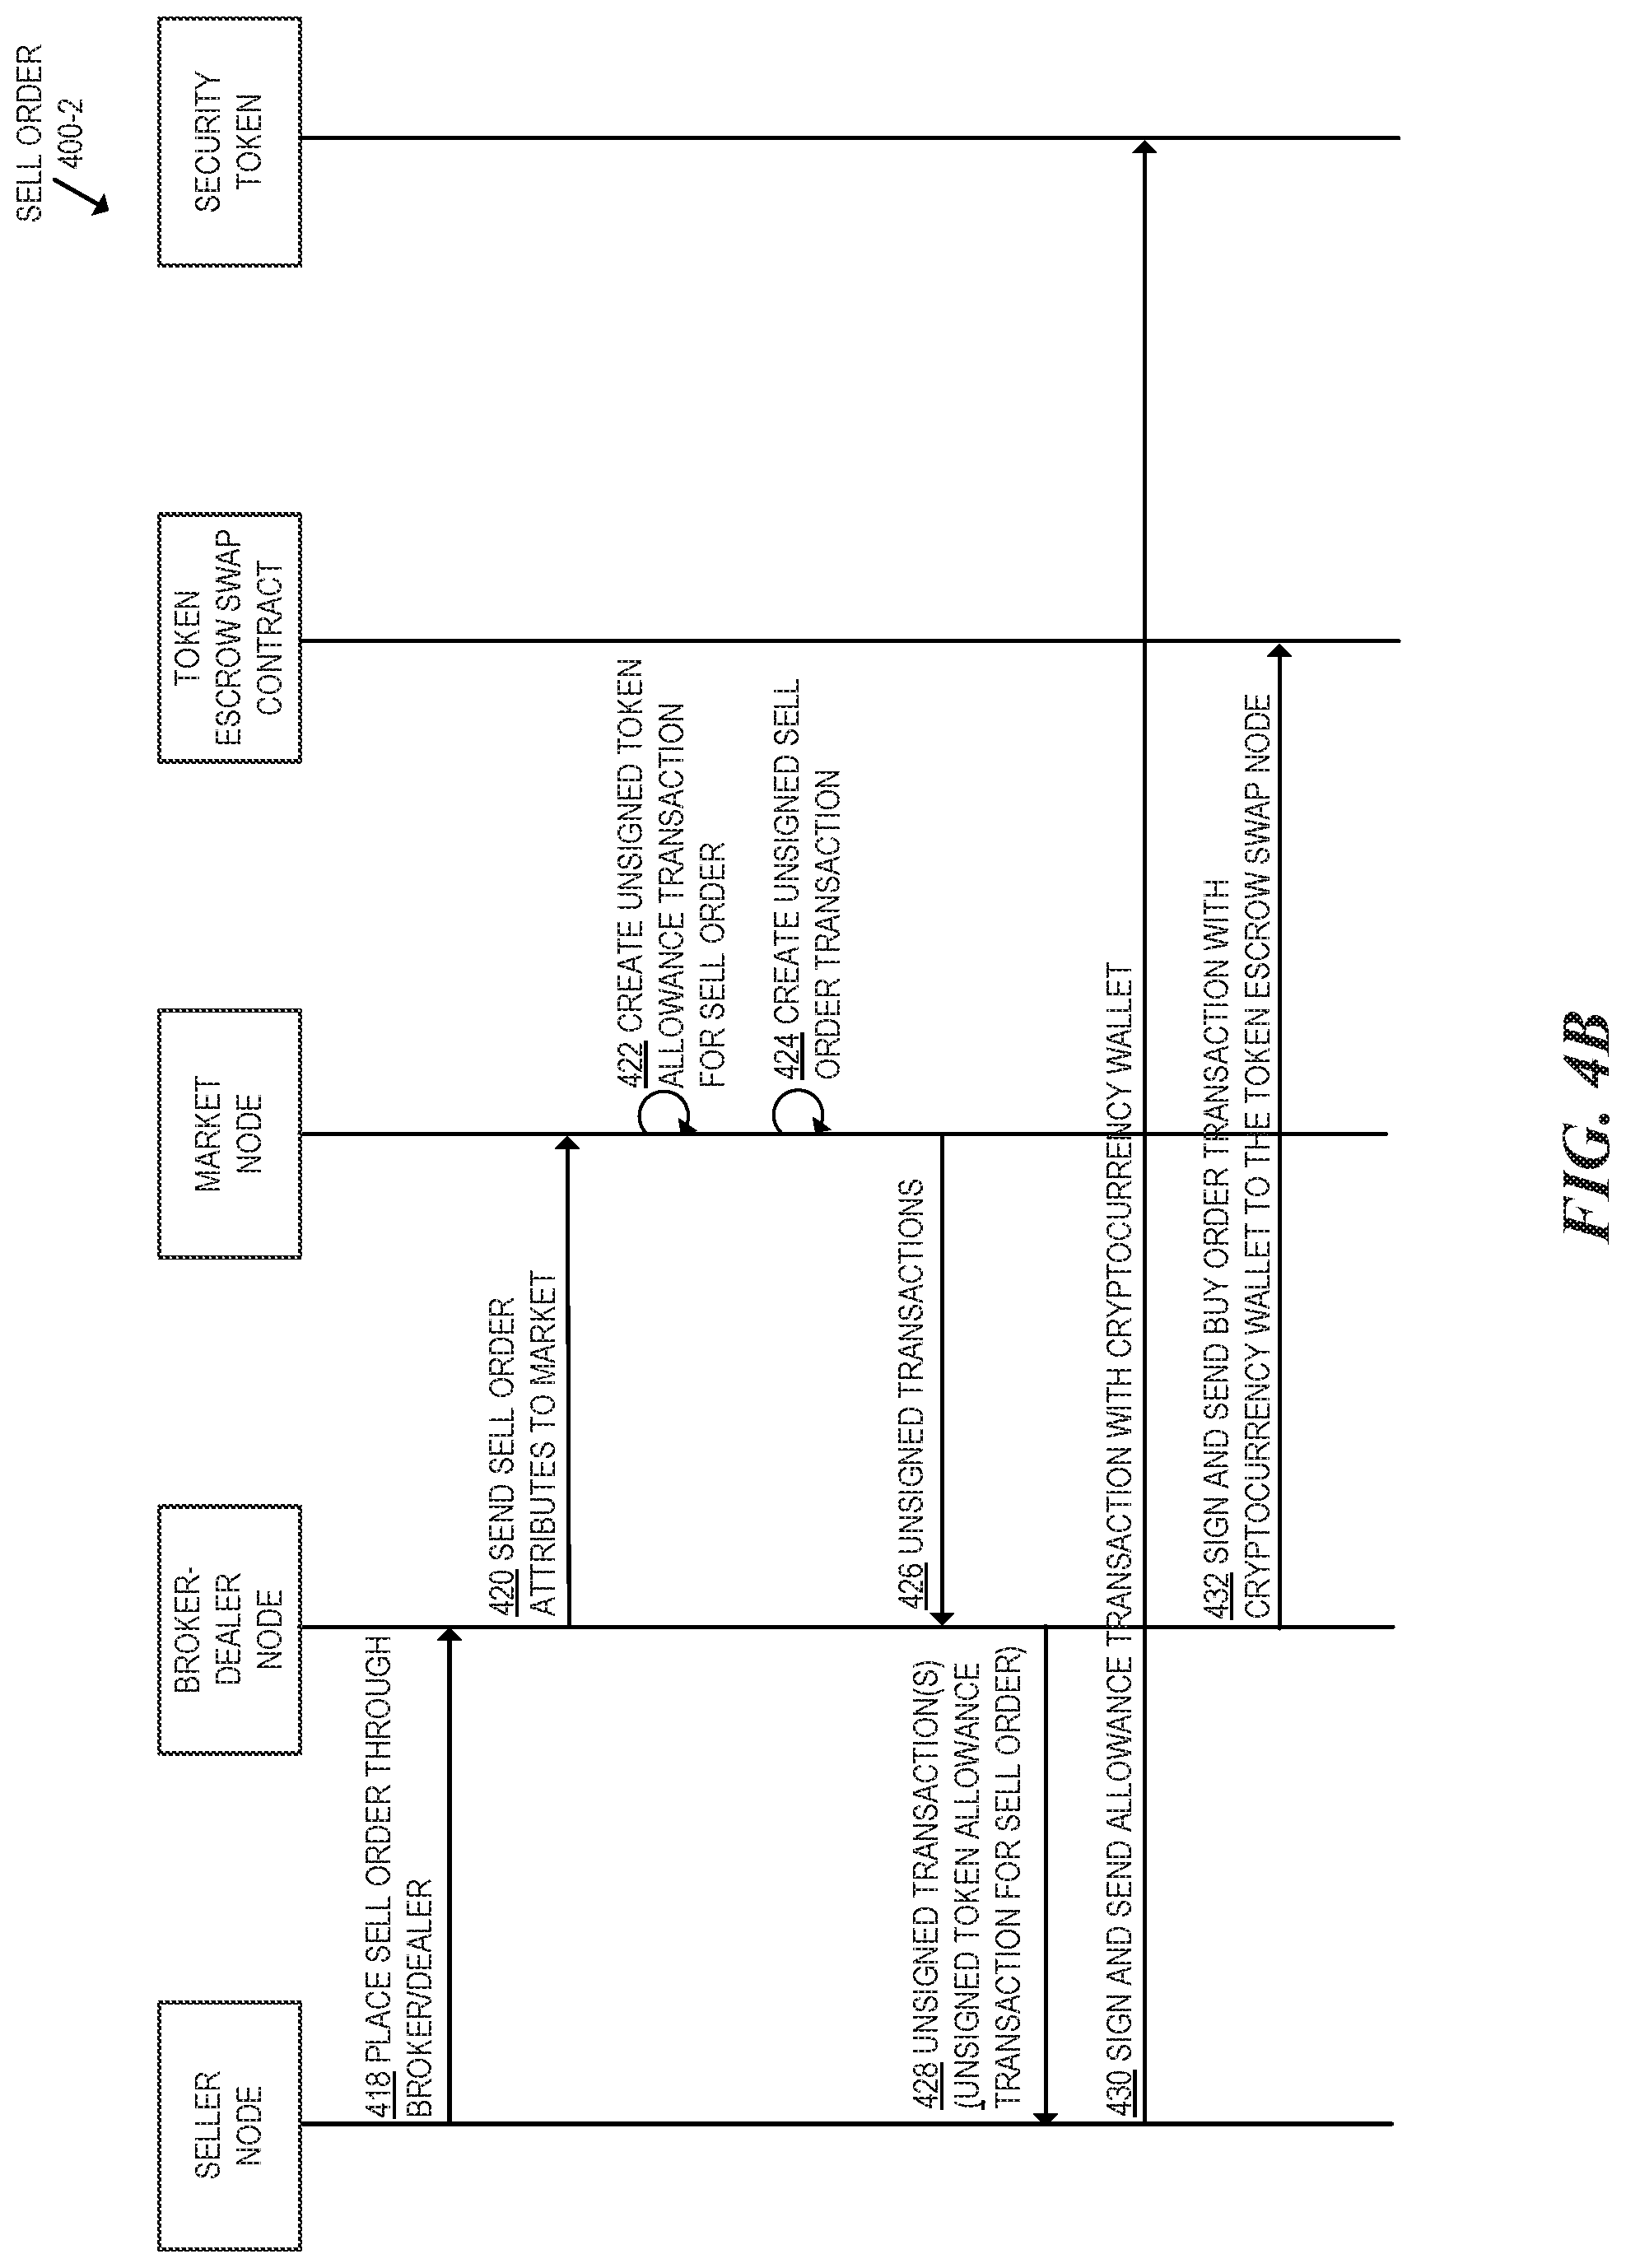 SELL ORDER
400-2
SELLER
NODE
BROKER-
DEALER
NODE
MARKET
NODE
TOKEN
ESCROW SWAP
CONTRACT
SECURITY
TOKEN
418 PLACE SELL ORDER THROUGH
BROKER/DEALER
420 SEND SELL ORDER
ATTRIBUTES TO MARKET
422 CREATE UNSIGNED TOKEN
ALLOWANCE TRANSACTION
FOR SELL ORDER
424 CREATE UNSIGNED SELL
ORDER TRANSACTION
426 UNSIGNED TRANSACTIONS
428 UNSIGNED TRANSACTION(S)
(UNSIGNED TOKEN ALLOWANCE
TRANSACTION FOR SELL ORDER)
430 SIGN AND SEND ALLOWANCE TRANSACTION WITH CRYPTOCURRENCY WALLET
432 SIGN AND SEND BUY ORDER TRANSACTION WITH
CRYPTOCURRENCY WALLET TO THE TOKEN ESCROW SWAP NODE
FIG. 4B